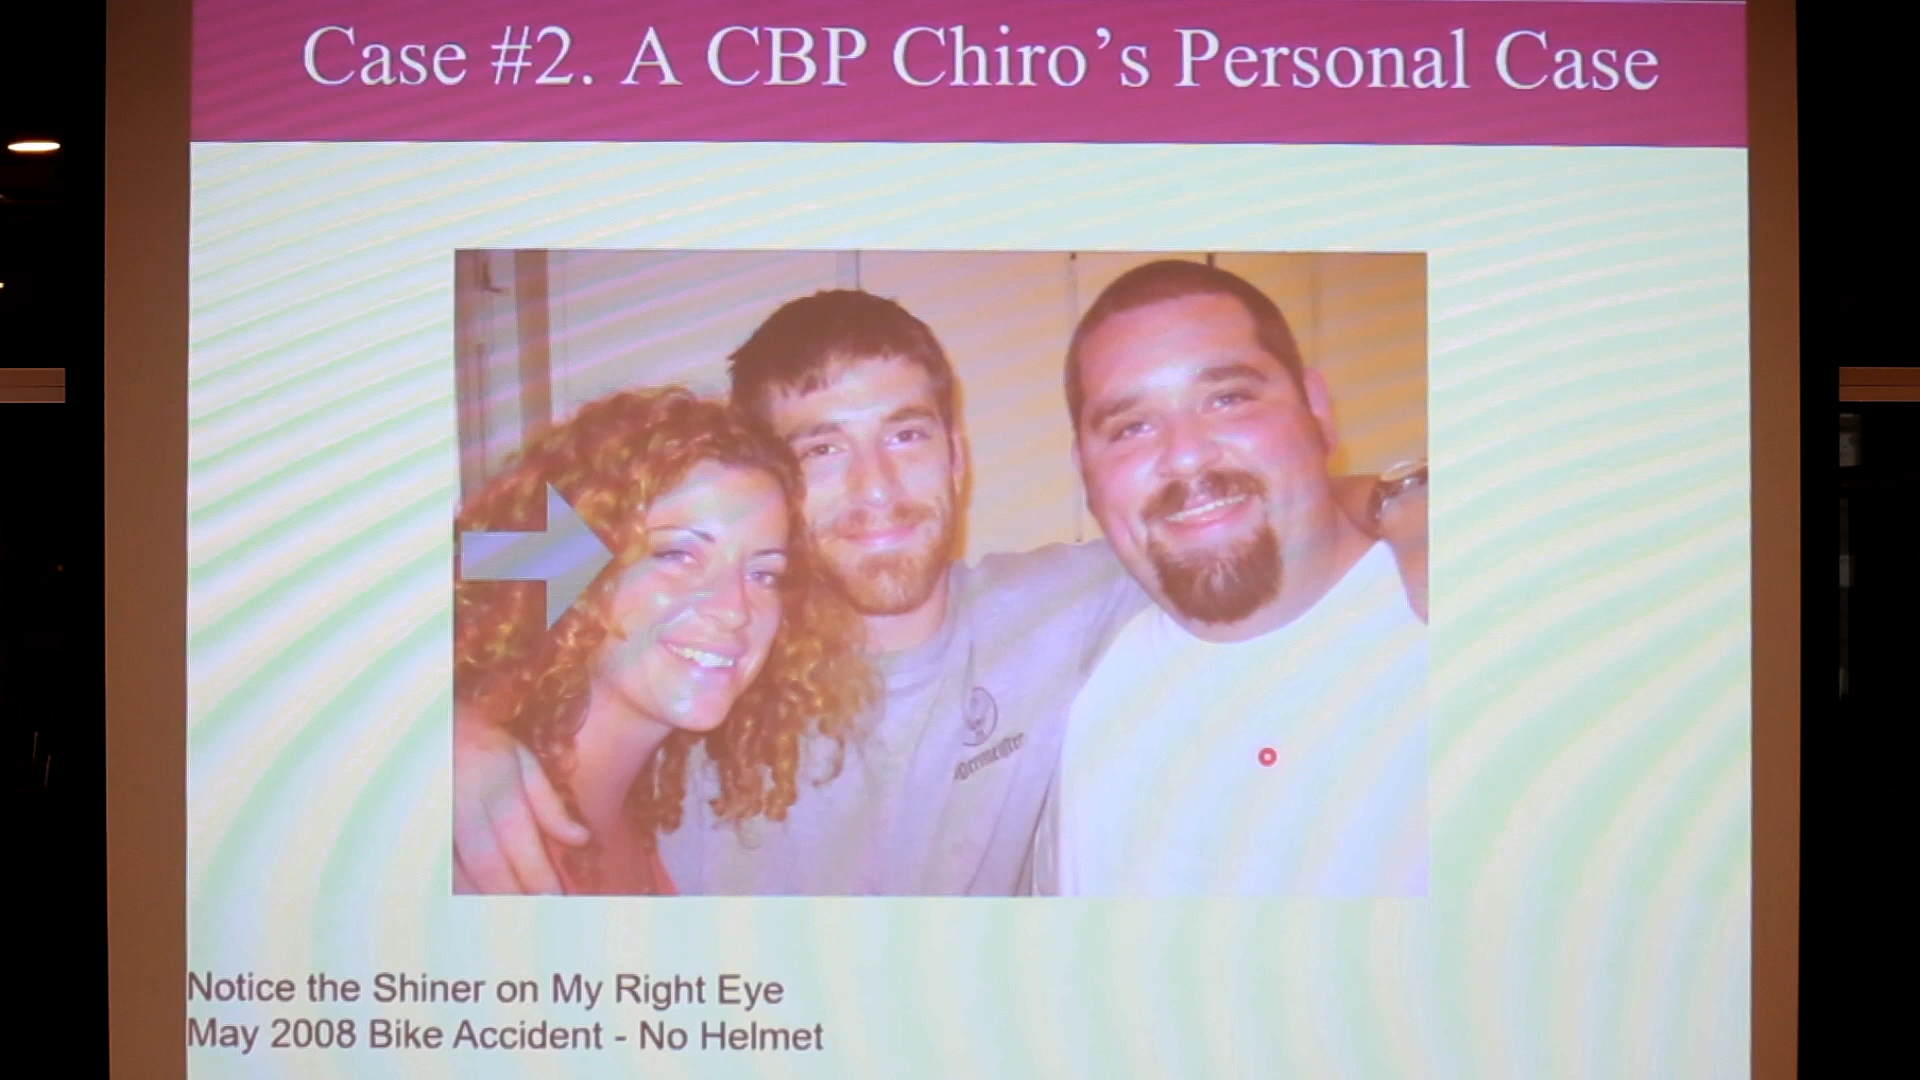 Case #2. A CBP Chiro's Personal Case
Notice the Shiner on My Right Eye
May 2008 Bike Accident - No Helmet